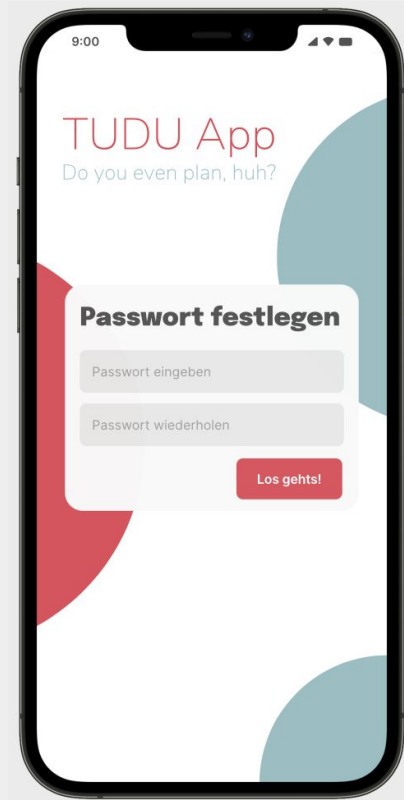 9:00
TUDU App
Do you even plan, huh?
Passwort festlegen
Passwort eingeben
Passwort wiederholen
Los gehts!